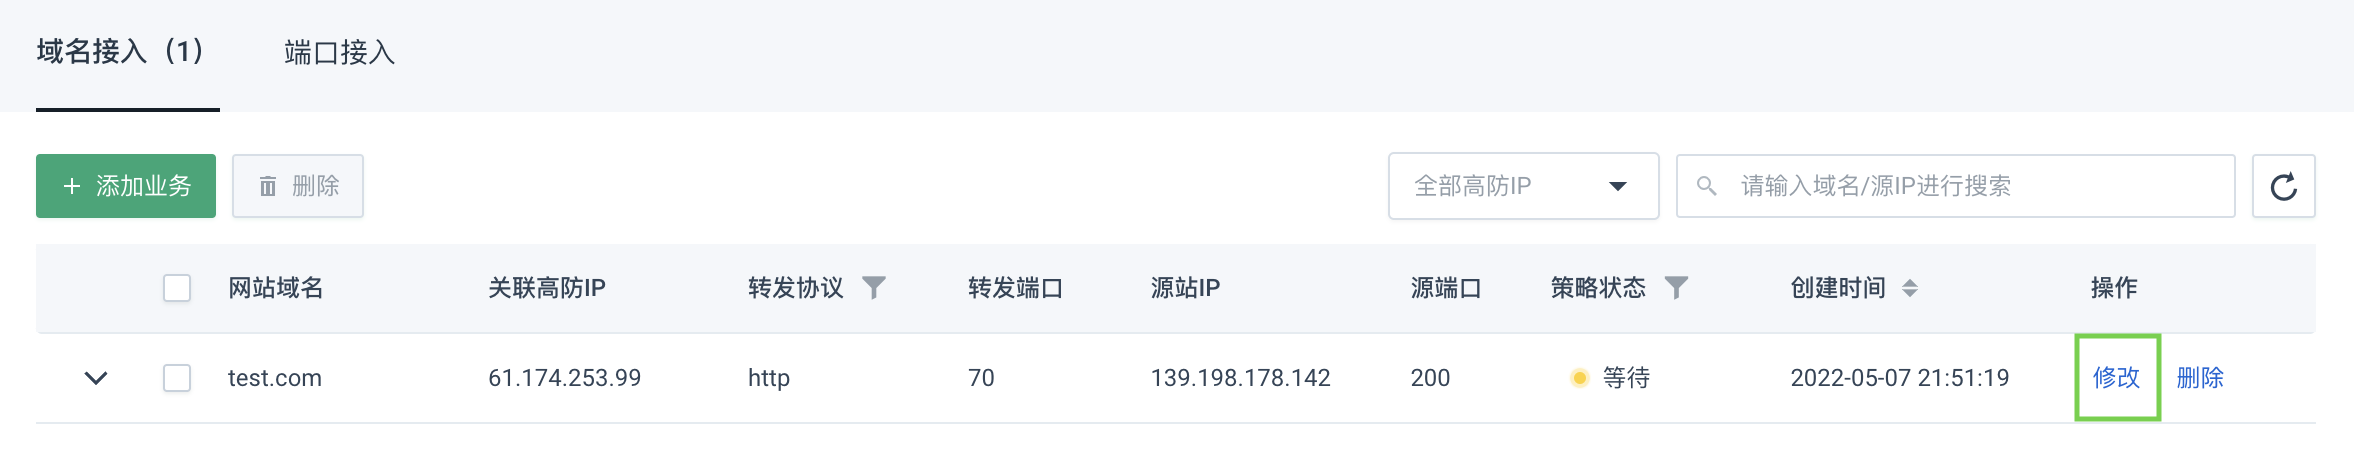 域名接入（1） 端口接入
添加业务 删除 全部高防IP 请输入域名/源IP进行搜索
网站域名 关联高防IP 转发协议 转发端口 源站IP 源端口 策略状态 创建时间 操作
test.com 61.174.253.99 http 70 139.198.178.142 200 等待 2022-05-07 21:51:19 修改 删除